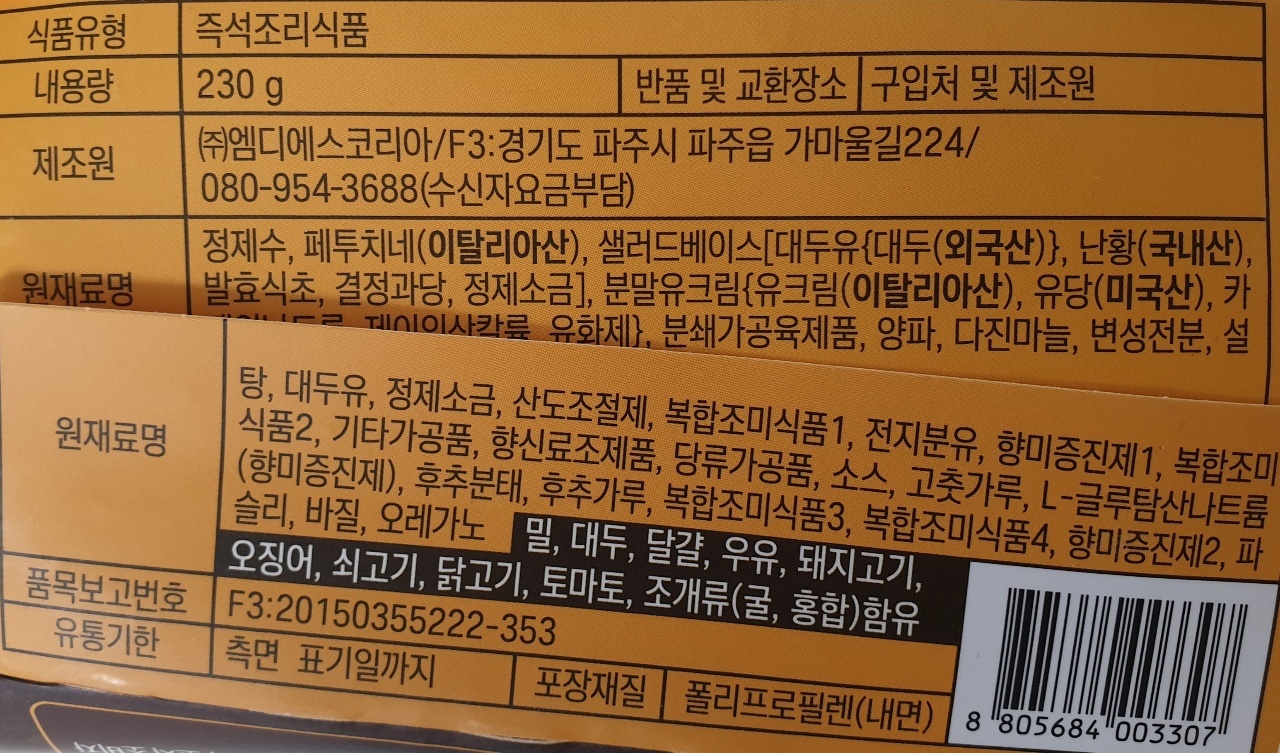 식품유형 즉석조리식품
내용량 230 g 반품 및 교환장소 구입처 및 제조원
제조원 ㈜엠디에스코리아/F3:경기도 파주시 파주읍 가마울길224/
080-954-3688(수신자요금부담)
정제수, 페투치네(이탈리아산), 샐러드베이스[대두유{대두(외국산)}, 난황(국내산),
원재료명 발효식초, 결정과당, 정제소금], 분말유크림{유크림(이탈리아산), 유당(미국산), 카
제인나트륨, 제이인산칼륨, 유화제}, 분쇄가공육제품, 양파, 다진마늘, 변성전분, 설
탕, 대두유, 정제소금, 산도조절제, 복합조미식품1, 전지분유, 향미증진제1, 복합조미
원재료명 식품2, 기타가공품, 향신료조제품, 당류가공품, 소스, 고춧가루, L-글루탐산나트륨
(향미증진제), 후추분태, 후추가루, 복합조미식품3, 복합조미식품4, 향미증진제2, 파
슬리, 바질, 오레가노 밀, 대두, 달걀, 우유, 돼지고기,
오징어, 쇠고기, 닭고기, 토마토, 조개류(굴, 홍합)함유
품목보고번호 F3:20150355222-353
유통기한 측면 표기일까지 포장재질 폴리프로필렌(내면)
8 805684 003307